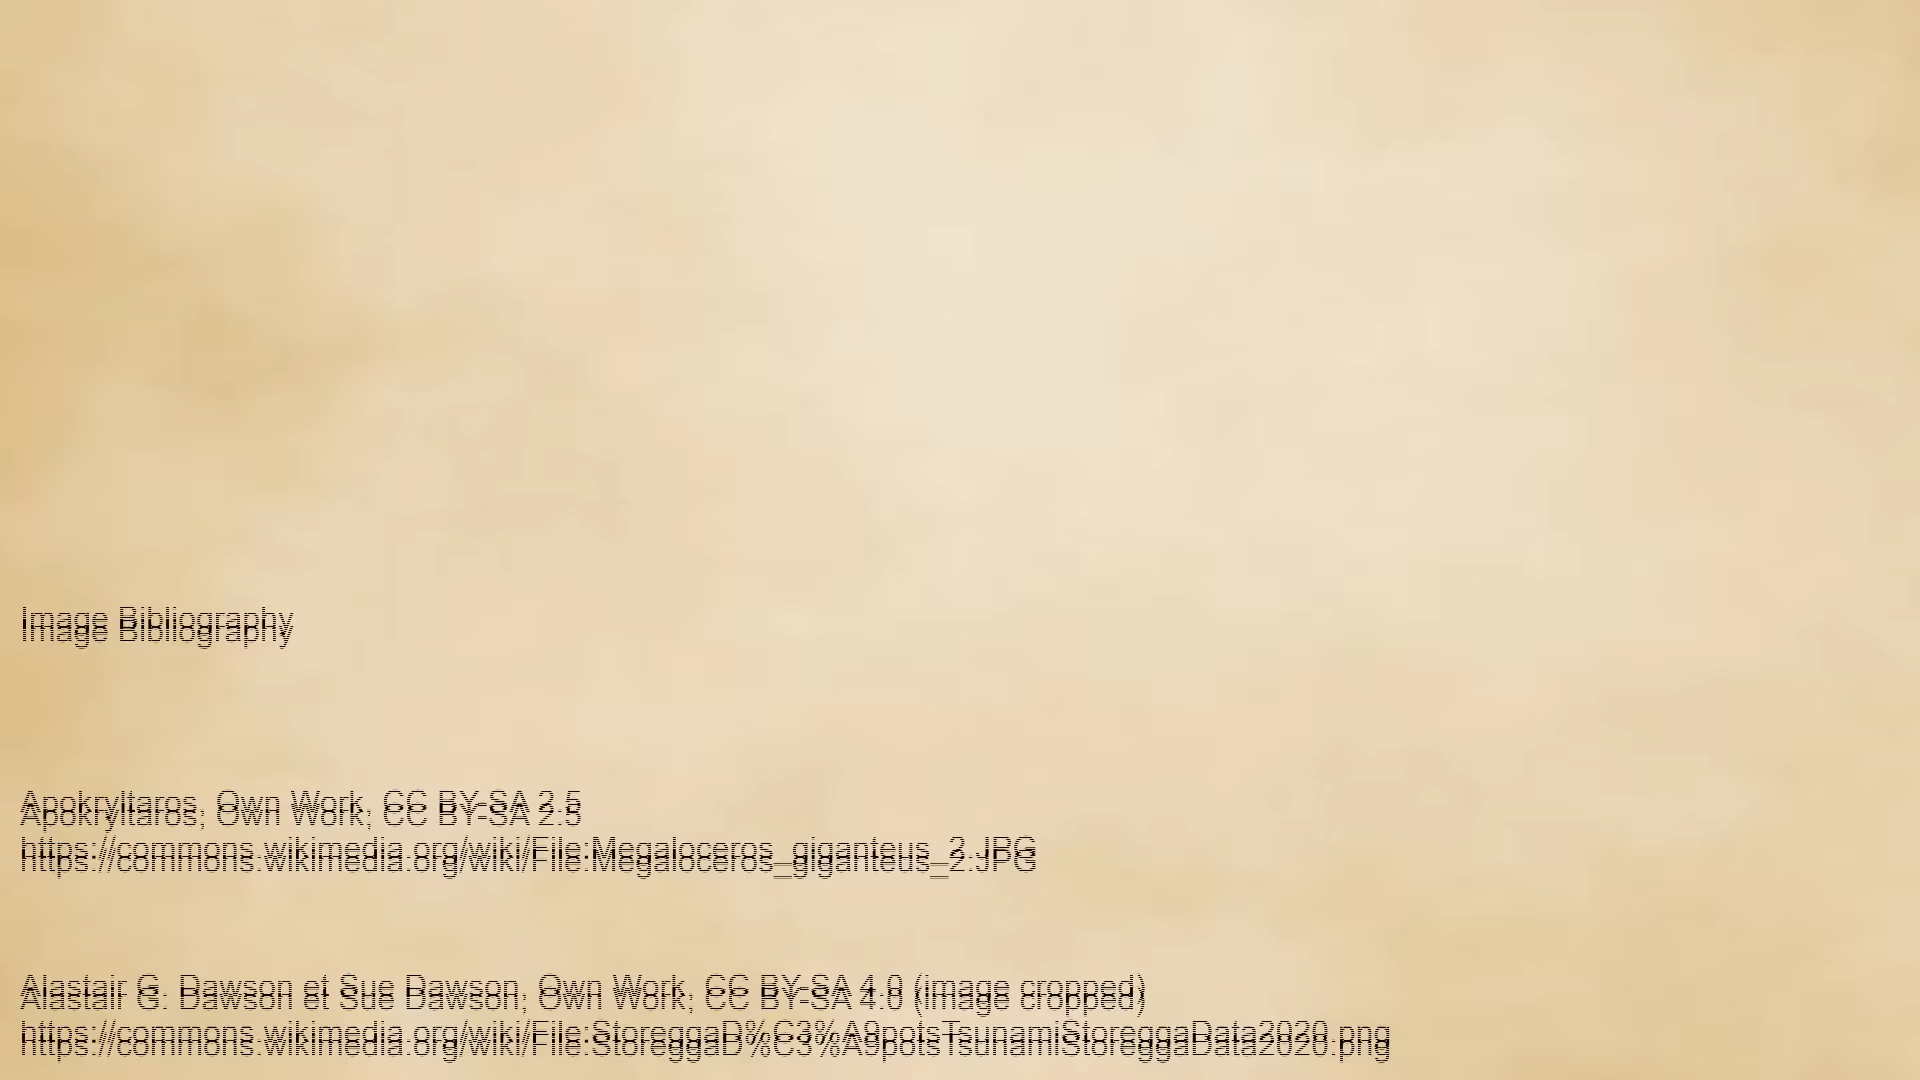 Image Bibliography
Apokryltaros, Own Work, CC BY-SA 2.5
https://commons.wikimedia.org/wiki/File:Megaloceros_giganteus_2.JPG
Alastair G. Dawson et Sue Dawson, Own Work, CC BY-SA 4.0 (image cropped)
https://commons.wikimedia.org/wiki/File:StoreggaD%C3%A9potsTsunamiStoreggaData2020.png